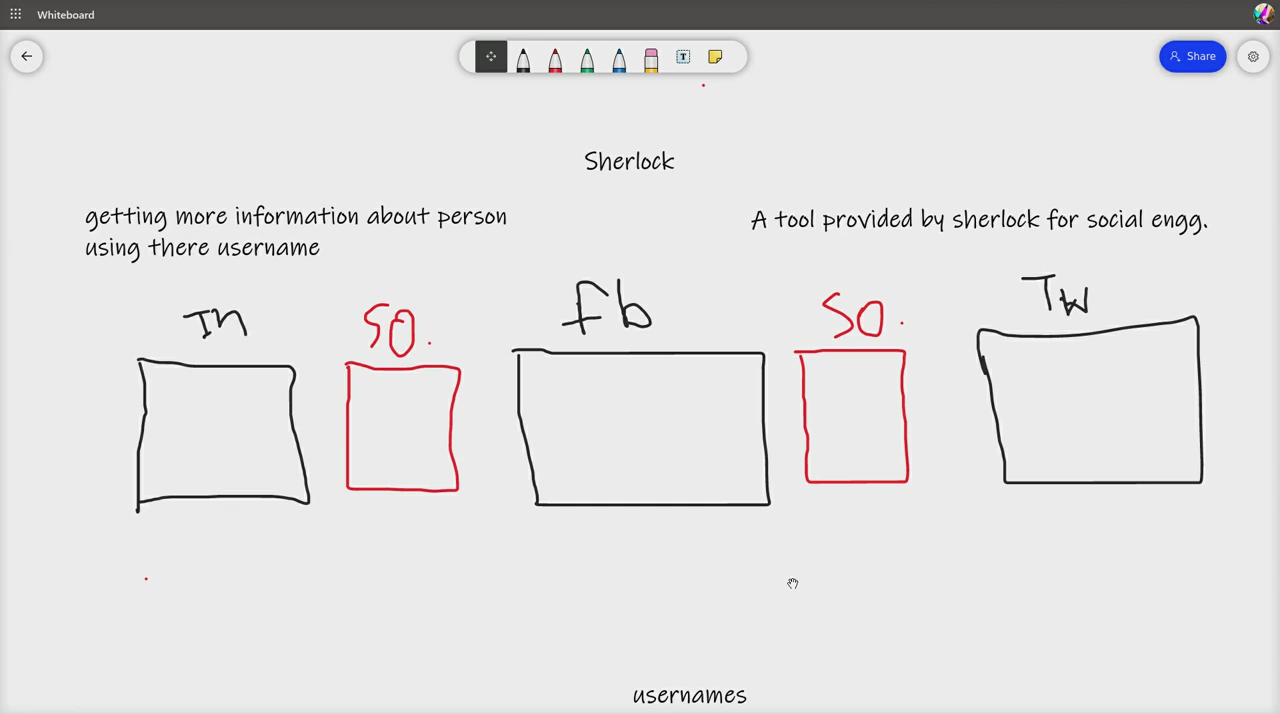 Whiteboard
Share
Sherlock
getting more information about person
using there username
A tool provided by sherlock for social engg.
In
SO.
Fb
SO.
Tw
usernames